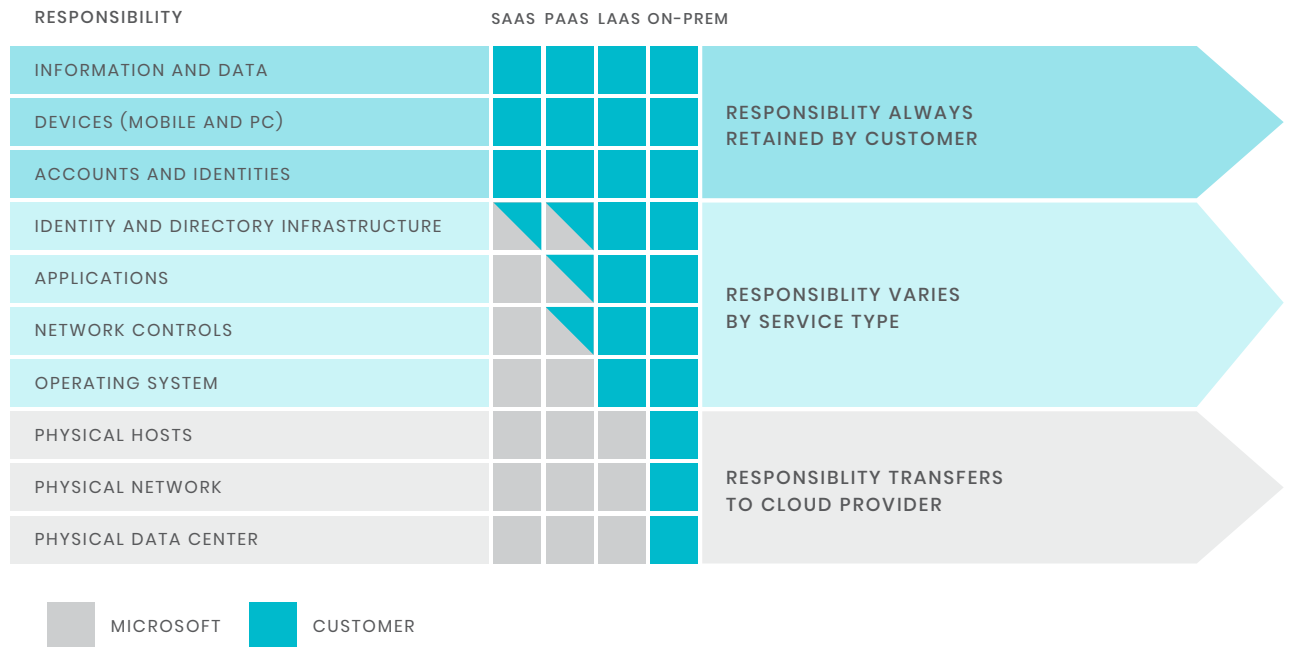 RESPONSIBILITY SAAS PAAS LAAS ON-PREM
INFORMATION AND DATA
DEVICES (MOBILE AND PC)
ACCOUNTS AND IDENTITIES
RESPONSIBLITY ALWAYS
RETAINED BY CUSTOMER
IDENTITY AND DIRECTORY INFRASTRUCTURE
APPLICATIONS
NETWORK CONTROLS
OPERATING SYSTEM
RESPONSIBLITY VARIES
BY SERVICE TYPE
PHYSICAL HOSTS
PHYSICAL NETWORK
PHYSICAL DATA CENTER
RESPONSIBLITY TRANSFERS
TO CLOUD PROVIDER
MICROSOFT CUSTOMER